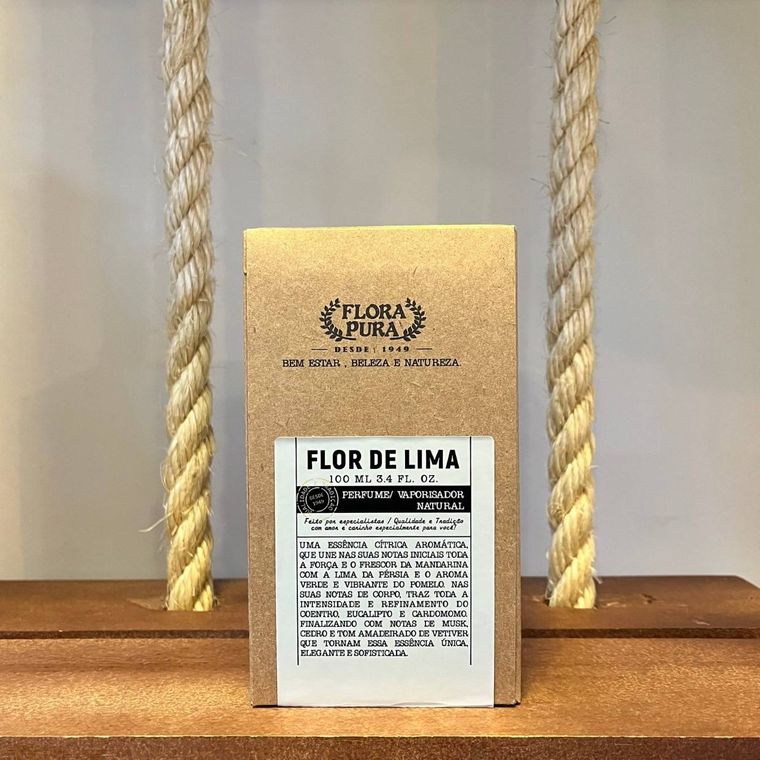 FLORA
PURA
DESDE 1949
BEM ESTAR , BELEZA E NATUREZA.
FLOR DE LIMA
100 ML 3.4 FL. OZ.
DESDE
1949
PERFUME/ VAPORISADOR
NATURAL
Feito por especialistas / Qualidade e Tradição
com amor e carinho especialmente para você!
UMA ESSÊNCIA CÍTRICA AROMÁTICA,
QUE UNE NAS SUAS NOTAS INICIAIS TODA
A FORÇA E O FRESCOR DA MANDARINA
COM A LIMA DA PÉRSIA E O AROMA
VERDE E VIBRANTE DO POMELO. NAS
SUAS NOTAS DE CORPO, TRAZ TODA A
INTENSIDADE E REFINAMENTO DO
COENTRO, EUCALIPTO E CARDOMOMO.
FINALIZANDO COM NOTAS DE MUSK,
CEDRO E TOM AMADEIRADO DE VETIVER
QUE TORNAM ESSA ESSÊNCIA ÚNICA,
ELEGANTE E SOFISTICADA.